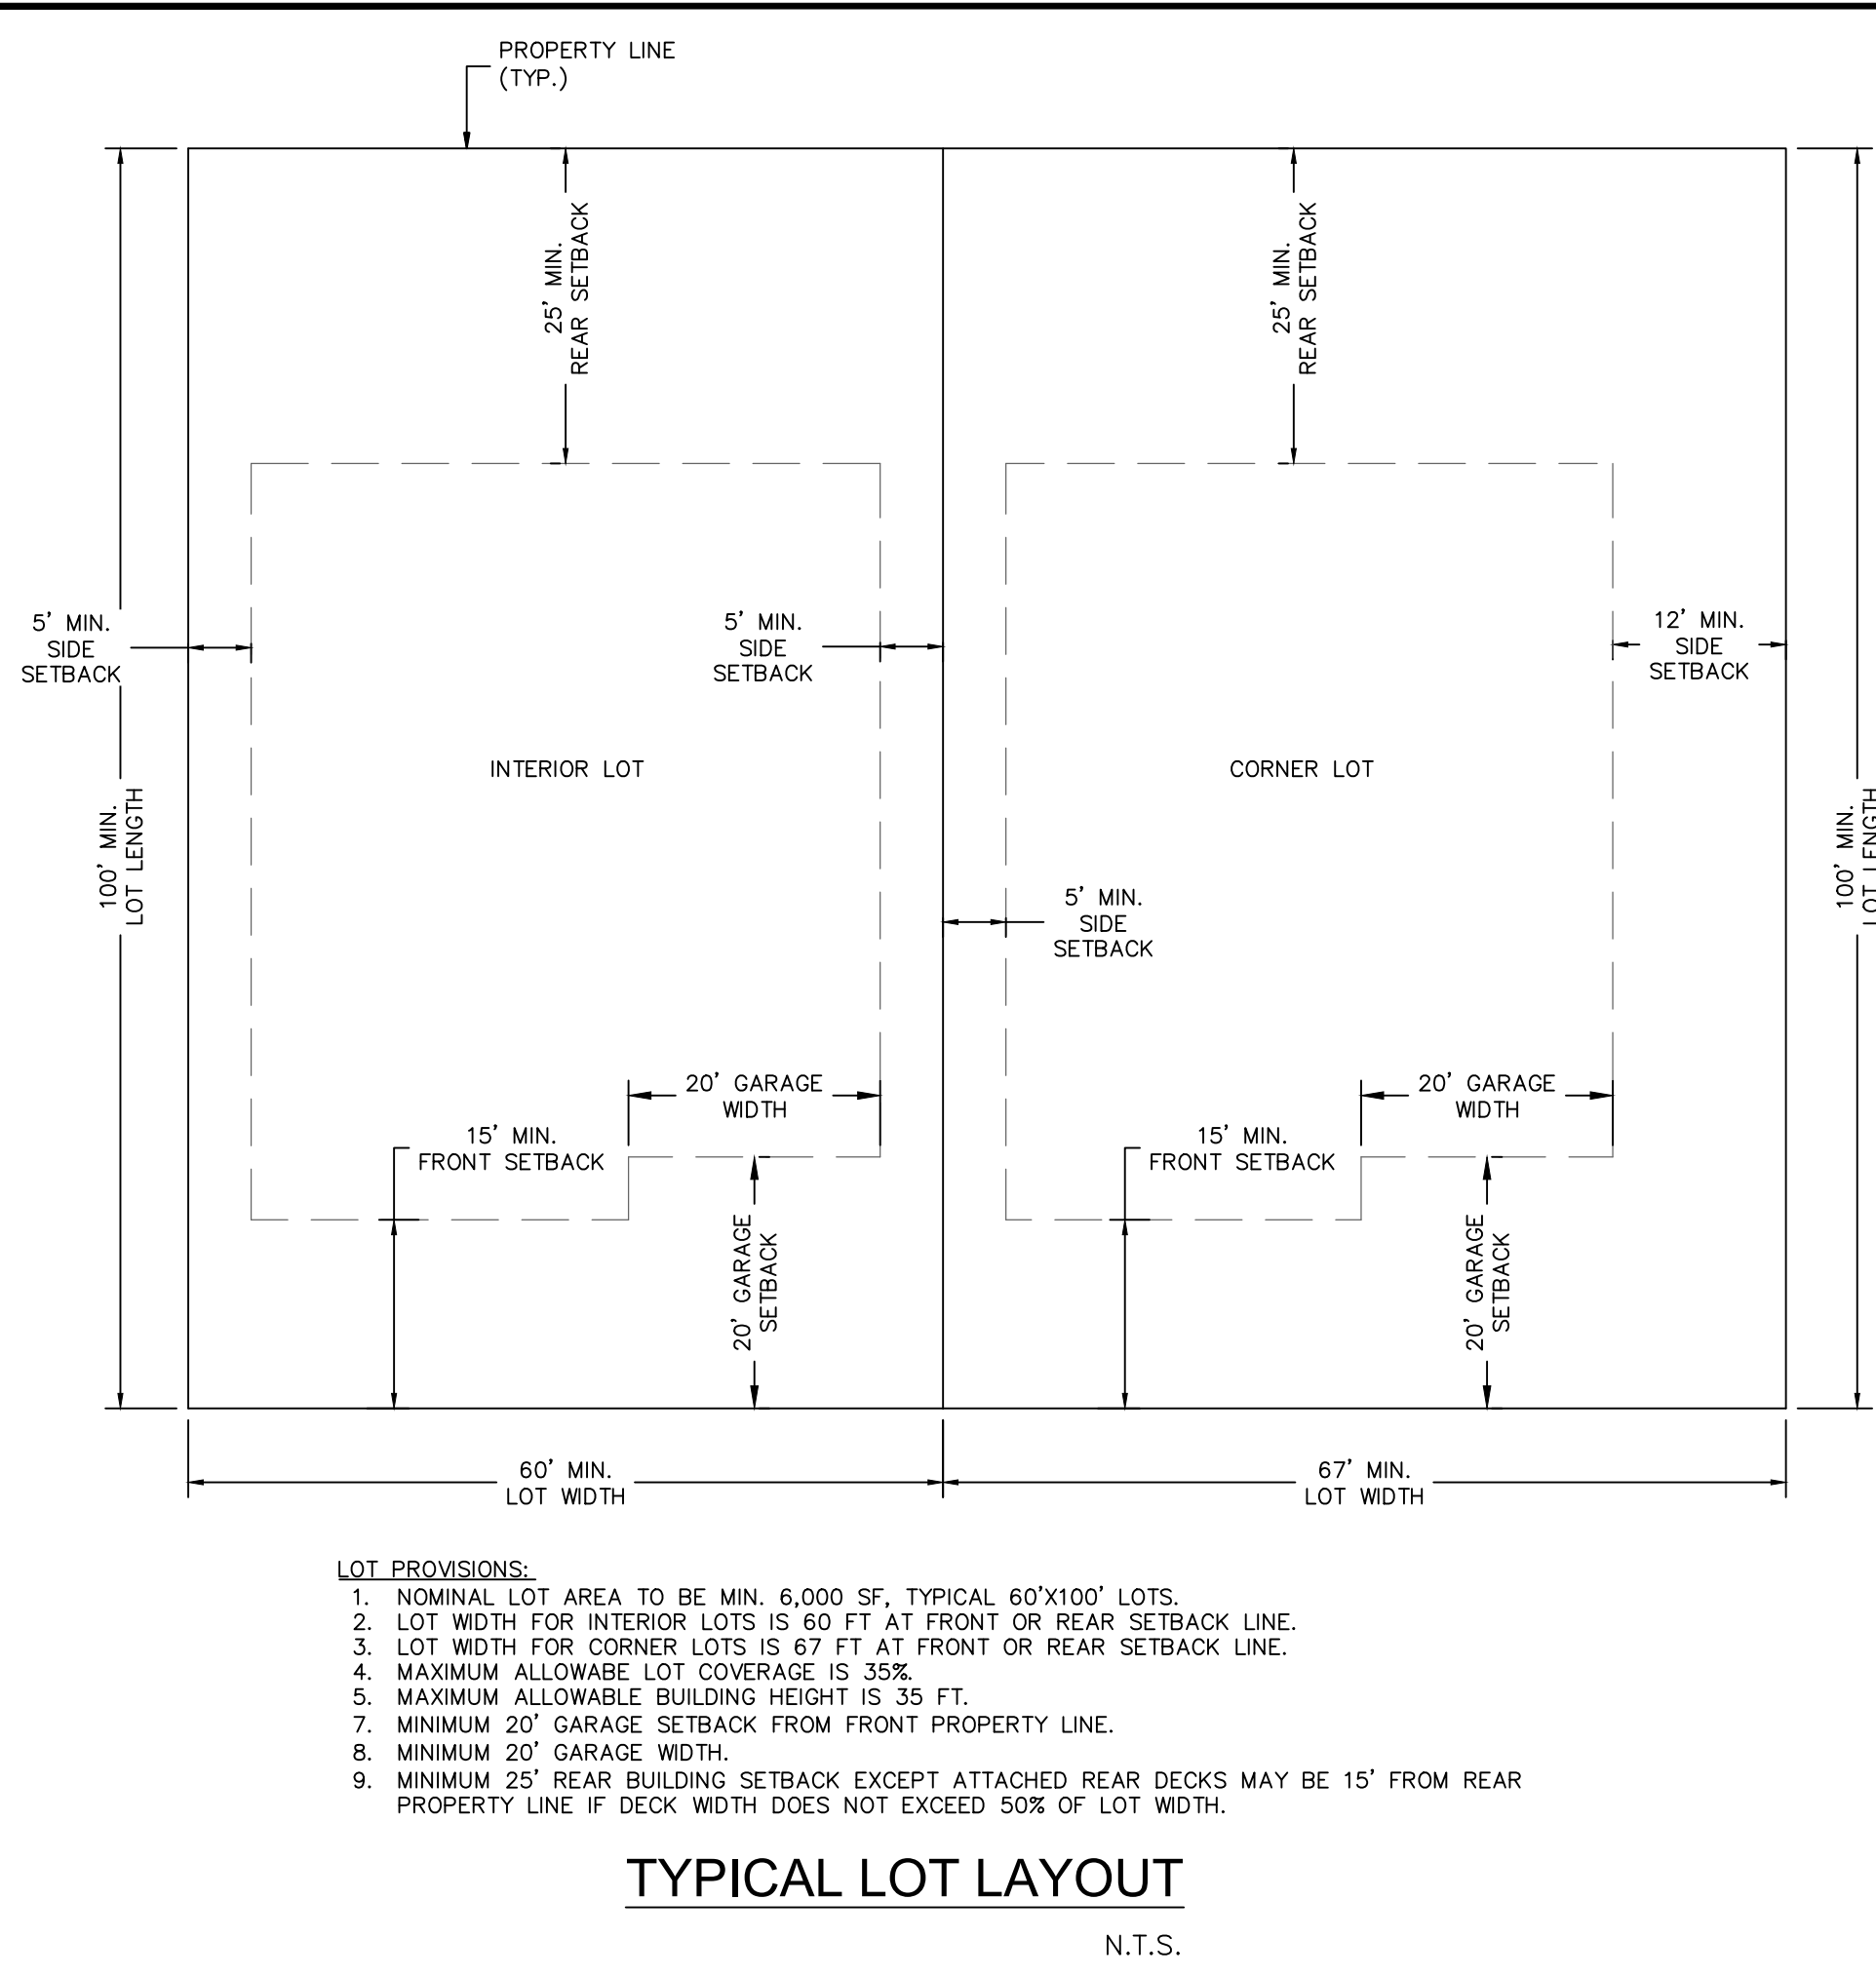 PROPERTY LINE
(TYP.)
25' MIN.
REAR SETBACK
25' MIN.
REAR SETBACK
5' MIN.
SIDE
SETBACK
5' MIN.
SIDE
SETBACK
12' MIN.
SIDE
SETBACK
INTERIOR LOT
CORNER LOT
100' MIN.
LOT LENGTH
100' MIN.
LOT LENGTH
5' MIN.
SIDE
SETBACK
20' GARAGE
WIDTH
20' GARAGE
WIDTH
15' MIN.
FRONT SETBACK
15' MIN.
FRONT SETBACK
20' GARAGE
SETBACK
20' GARAGE
SETBACK
60' MIN.
LOT WIDTH
67' MIN.
LOT WIDTH
LOT PROVISIONS:
1. NOMINAL LOT AREA TO BE MIN. 6,000 SF, TYPICAL 60'X100' LOTS.
2. LOT WIDTH FOR INTERIOR LOTS IS 60 FT AT FRONT OR REAR SETBACK LINE.
3. LOT WIDTH FOR CORNER LOTS IS 67 FT AT FRONT OR REAR SETBACK LINE.
4. MAXIMUM ALLOWABE LOT COVERAGE IS 35%.
5. MAXIMUM ALLOWABLE BUILDING HEIGHT IS 35 FT.
7. MINIMUM 20' GARAGE SETBACK FROM FRONT PROPERTY LINE.
8. MINIMUM 20' GARAGE WIDTH.
9. MINIMUM 25' REAR BUILDING SETBACK EXCEPT ATTACHED REAR DECKS MAY BE 15' FROM REAR
PROPERTY LINE IF DECK WIDTH DOES NOT EXCEED 50% OF LOT WIDTH.
TYPICAL LOT LAYOUT
N.T.S.